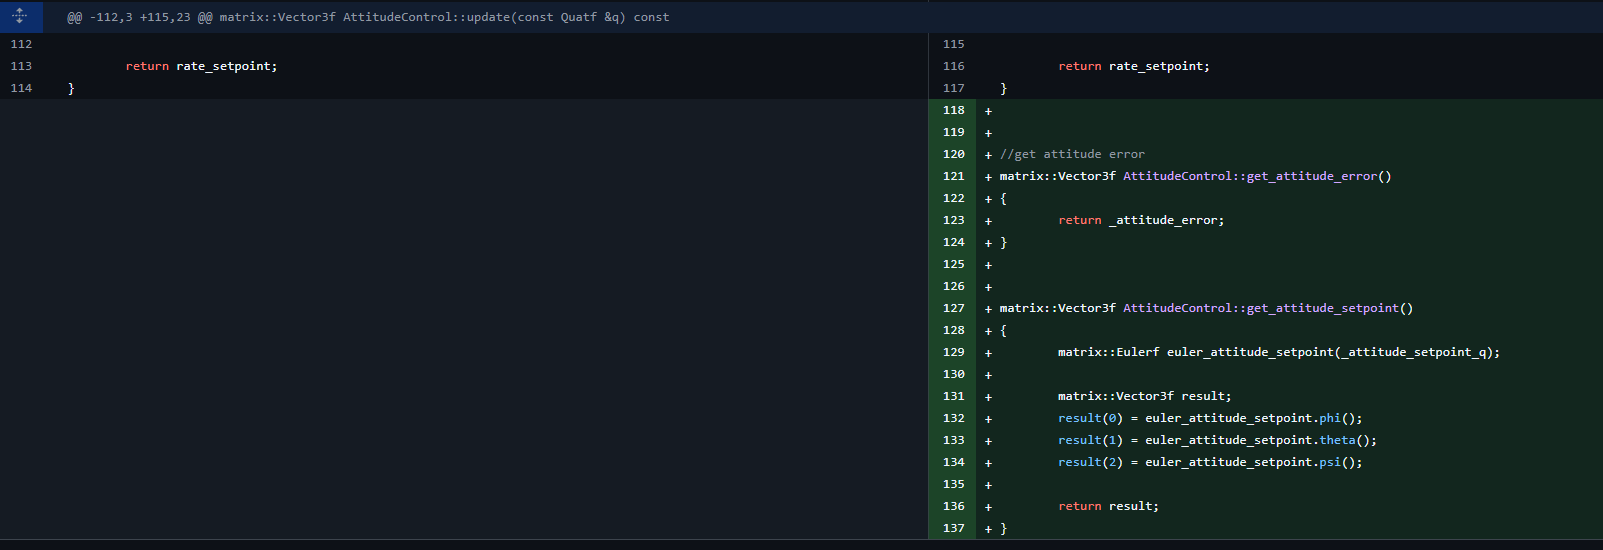 @@ -112,3 +115,23 @@ matrix::Vector3f AttitudeControl::update(const Quatf &q) const
112
113 return rate_setpoint;
114 }
115
116 return rate_setpoint;
117 }
118 +
119 +
120 + //get attitude error
121 + matrix::Vector3f AttitudeControl::get_attitude_error()
122 + {
123 + return _attitude_error;
124 + }
125 +
126 +
127 + matrix::Vector3f AttitudeControl::get_attitude_setpoint()
128 + {
129 + matrix::Eulerf euler_attitude_setpoint(_attitude_setpoint_q);
130 +
131 + matrix::Vector3f result;
132 + result(0) = euler_attitude_setpoint.phi();
133 + result(1) = euler_attitude_setpoint.theta();
134 + result(2) = euler_attitude_setpoint.psi();
135 +
136 + return result;
137 + }